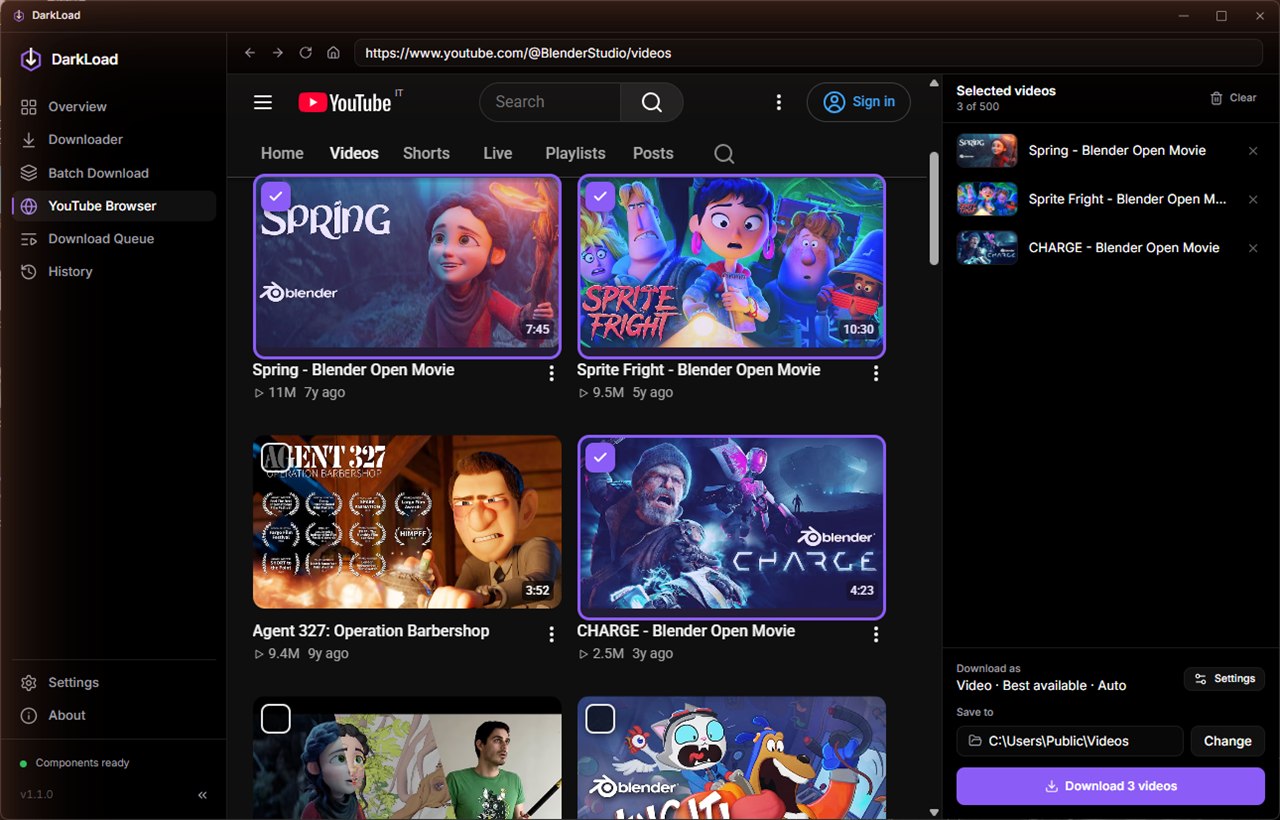 DarkLoad
DarkLoad
Overview
Downloader
Batch Download
YouTube Browser
Download Queue
History
Settings
About
Components ready
v1.1.0
https://www.youtube.com/@BlenderStudio/videos
YouTube IT
Search
Sign in
Home Videos Shorts Live Playlists Posts
SPRING
blender
7:45
Spring - Blender Open Movie
11M 7y ago
SPRITE
FRIGHT
10:30
Sprite Fright - Blender Open Movie
9.5M 5y ago
AGENT 327
OPERATION BARBERSHOP
HIMPFF
3:52
Agent 327: Operation Barbershop
9.4M 9y ago
blender
CHARGE
4:23
CHARGE - Blender Open Movie
2.5M 3y ago
blender
Selected videos
3 of 500
Clear
Spring - Blender Open Movie
Sprite Fright - Blender Open M...
CHARGE - Blender Open Movie
Download as
Video · Best available · Auto
Settings
Save to
C:\Users\Public\Videos
Change
Download 3 videos